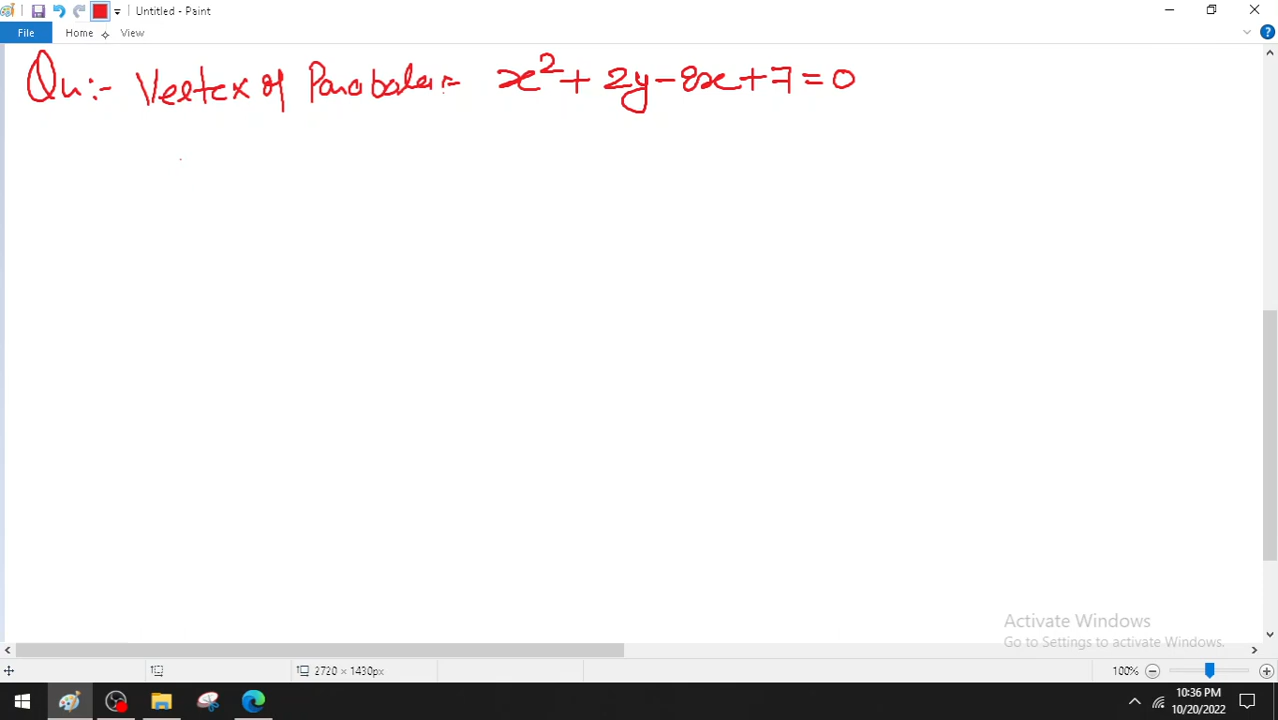 Untitled - Paint
File Home View
Qu:- Vertex of Parabola:- x² + 2y - 8x + 7 = 0
Activate Windows
Go to Settings to activate Windows.
2720 × 1430px 100%
10:36 PM
10/20/2022